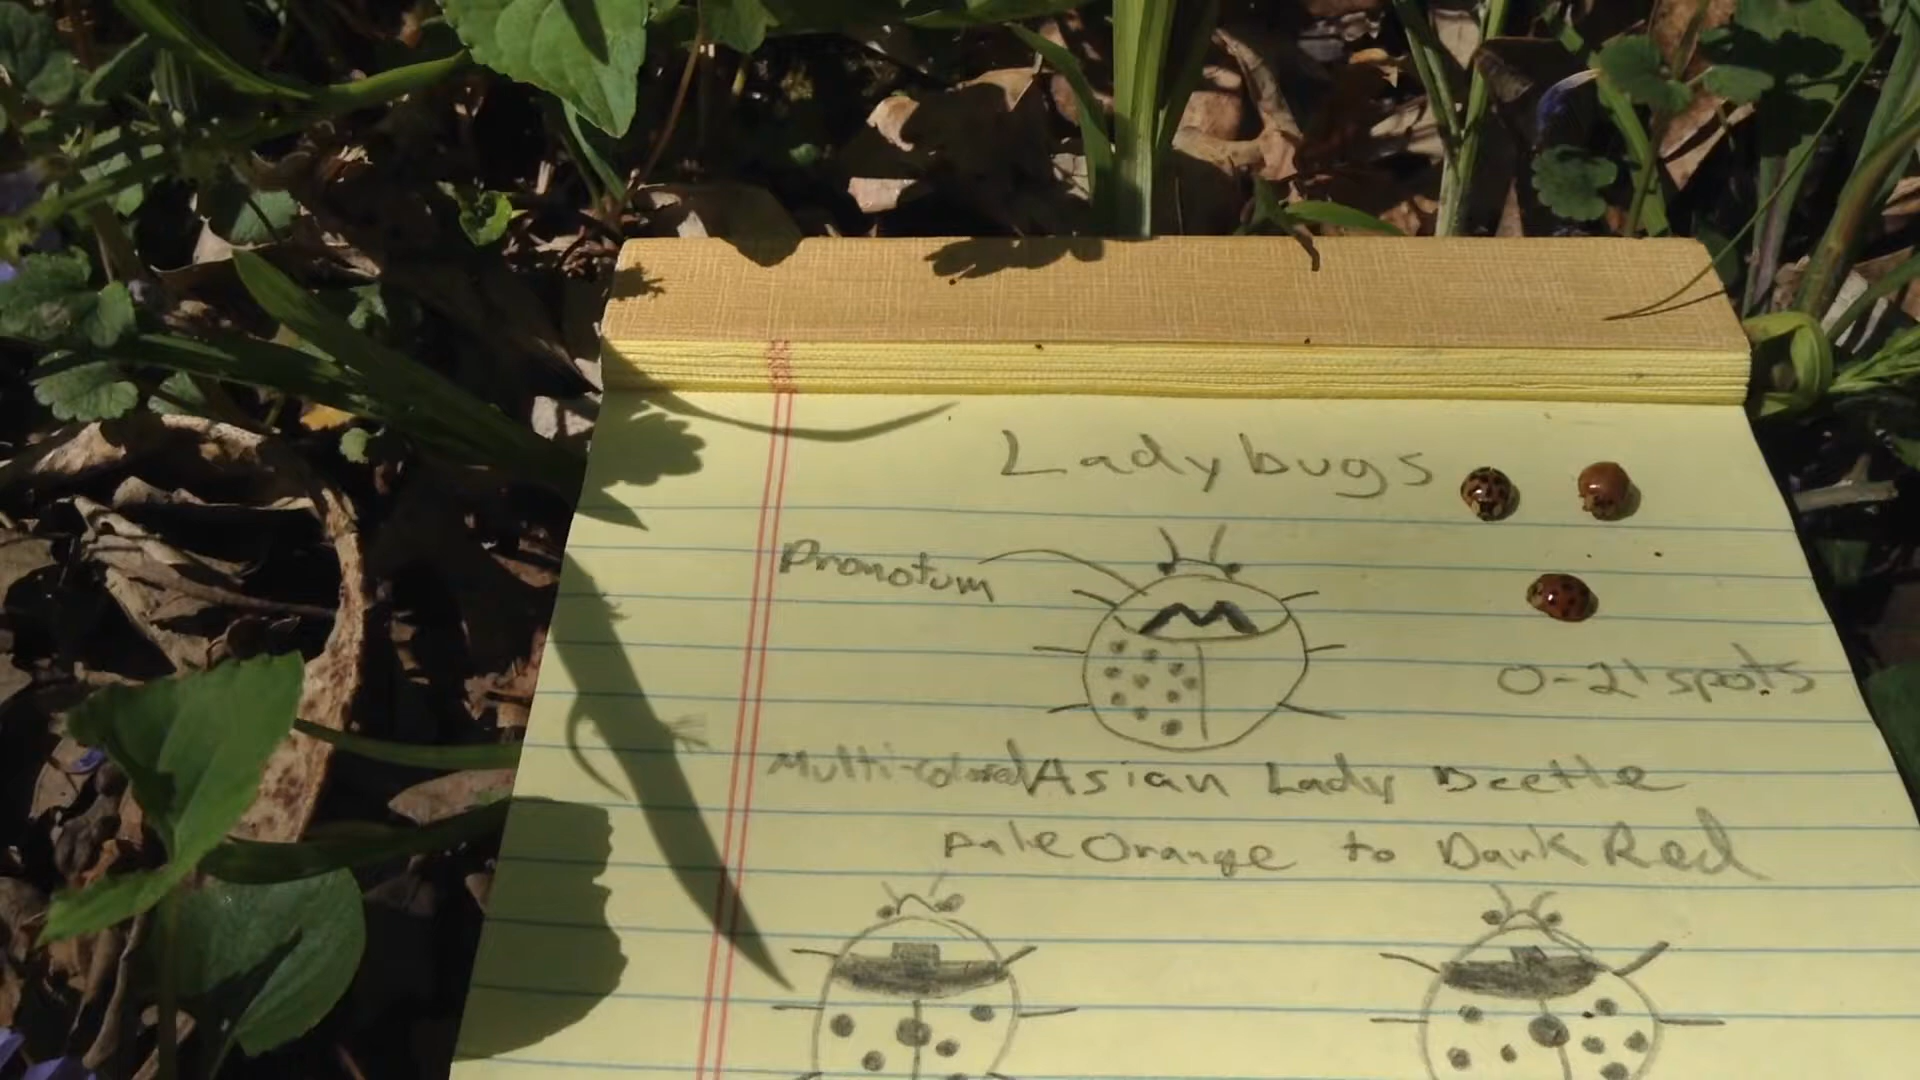 Ladybugs
Pronotum
0-21 spots
Multi-colored Asian Lady Beetle
Pale Orange to Dark Red